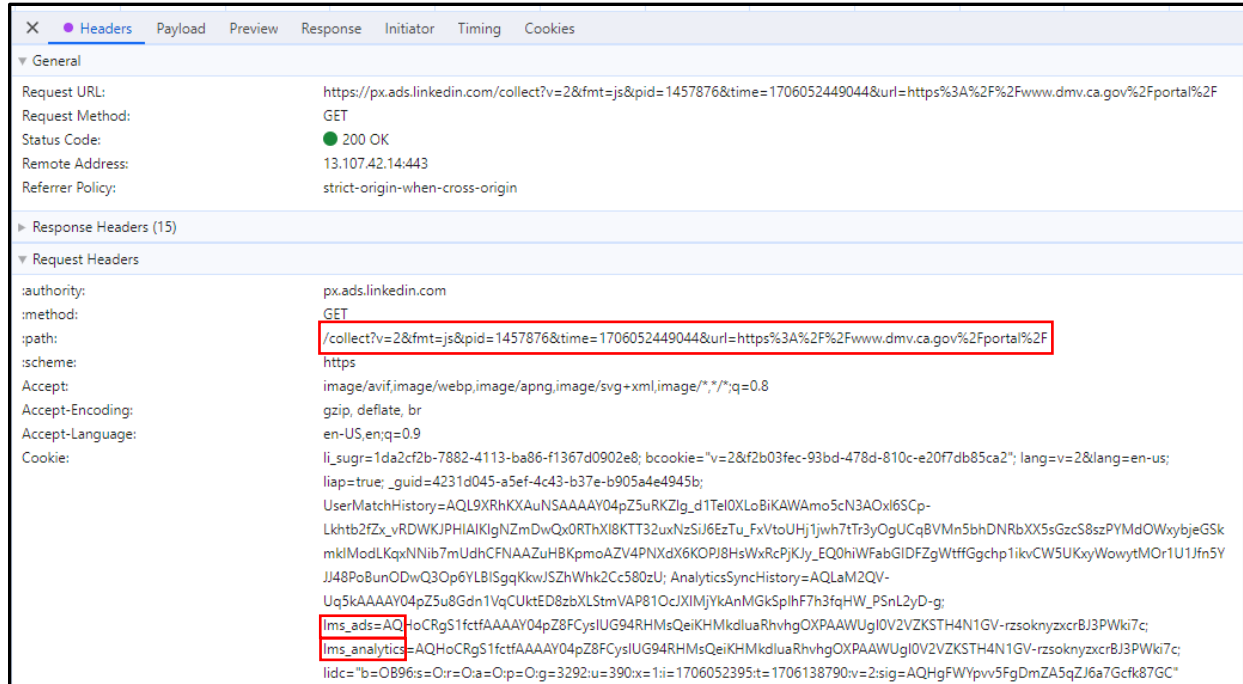 Headers Payload Preview Response Initiator Timing Cookies
General
Request URL: https://px.ads.linkedin.com/collect?v=2&fmt=js&pid=1457876&time=1706052449044&url=https%3A%2F%2Fwww.dmv.ca.gov%2Fportal%2F
Request Method: GET
Status Code: 200 OK
Remote Address: 13.107.42.14:443
Referrer Policy: strict-origin-when-cross-origin
Response Headers (15)
Request Headers
:authority: px.ads.linkedin.com
:method: GET
:path: /collect?v=2&fmt=js&pid=1457876&time=1706052449044&url=https%3A%2F%2Fwww.dmv.ca.gov%2Fportal%2F
:scheme: https
Accept: image/avif,image/webp,image/apng,image/svg+xml,image/*,*/*;q=0.8
Accept-Encoding: gzip, deflate, br
Accept-Language: en-US,en;q=0.9
Cookie: li_sugr=1da2cf2b-7882-4113-ba86-f1367d0902e8; bcookie="v=2&f2b03fec-93bd-478d-810c-e20f7db85ca2"; lang=v=2&lang=en-us;
liap=true; _guid=4231d045-a5ef-4c43-b37e-b905a4e4945b;
UserMatchHistory=AQL9XRhKXAuNSAAAAY04pZ5uRKZIg_d1TeI0XLoBiKAWAmo5cN3AOxI6SCp-
Lkhtb2fZx_vRDWKJPHIAIKIgNZmDwQx0RThXI8KTT32uxNzSiJ6EzTu_FxVtoUHj1jwh7tTr3yOgUCqBVMn5bhDNRbXX5sGzcS8szPYMdOWxybjeGSk
mkIModLKqxNNib7mUdhCFNAAZuHBKpmoAZV4PNXdX6KOPJ8HsWxRcPjKJy_EQ0hiWFabGIDFZgWtffGgchp1ikvCW5UKxyWowytMOr1U1Jfn5Y
JJ48PoBunODwQ3Op6YLBISgqKkwJSZhWhk2Cc580zU; AnalyticsSyncHistory=AQLaM2QV-
Uq5kAAAAY04pZ5u8Gdn1VqCUktED8zbXLStmVAP81OcJXIMjYkAnMGkSplhF7h3fqHW_PSnL2yD-g;
lms_ads=AQHoCRgS1fctfAAAAY04pZ8FCysIUG94RHMsQeiKHMkdluaRhvhgOXPAAWUgI0V2VZKSTH4N1GV-rzsoknyzxcrBJ3PWki7c;
lms_analytics=AQHoCRgS1fctfAAAAY04pZ8FCysIUG94RHMsQeiKHMkdluaRhvhgOXPAAWUgI0V2VZKSTH4N1GV-rzsoknyzxcrBJ3PWki7c;
lidc="b=OB96:s=O:r=O:a=O:p=O:g=3292:u=390:x=1:i=1706052395:t=1706138790:v=2:sig=AQHgFWYpvv5FgDmZA5qZJ6a7Gcfk87GC"